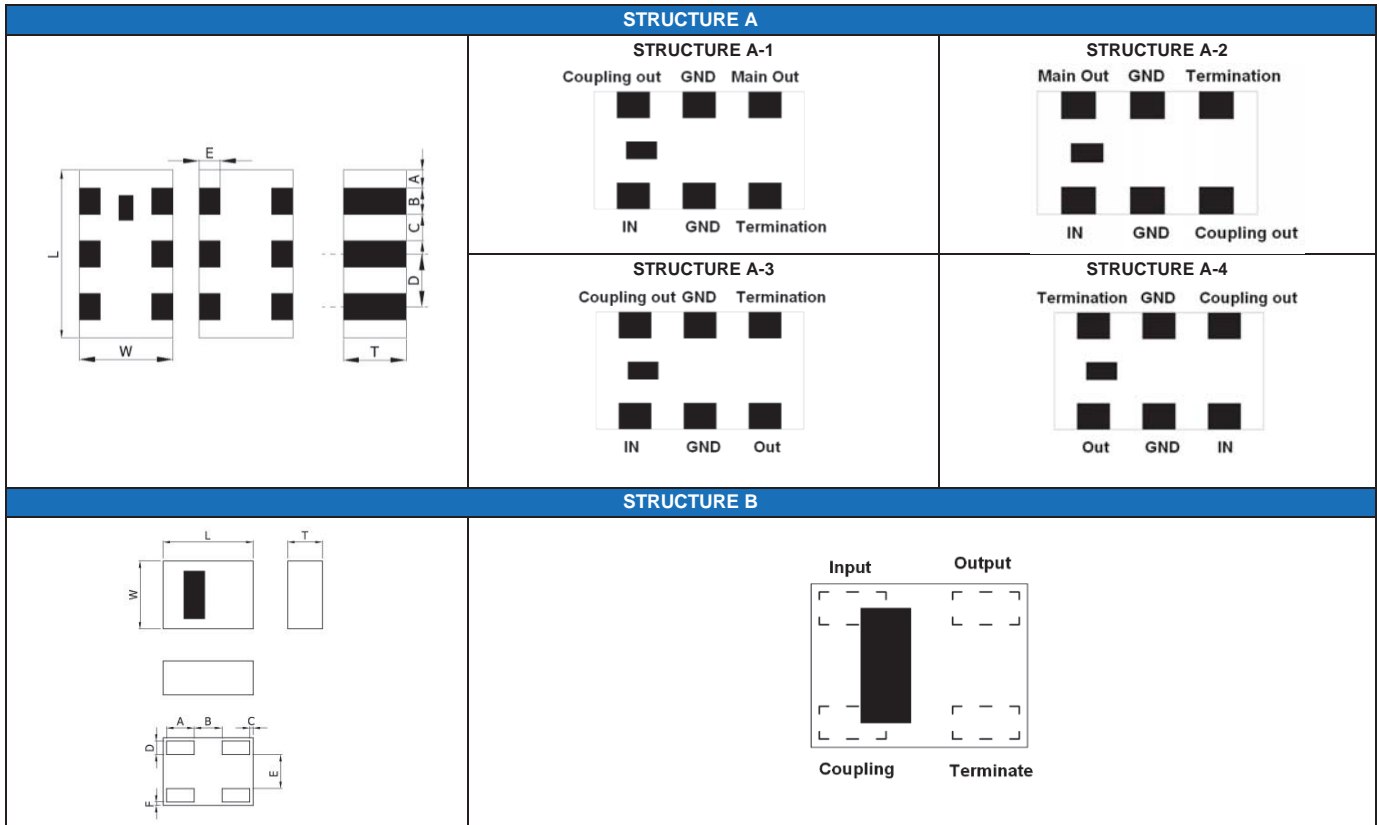 STRUCTURE A
E
L
W
A
B
C
D
T
STRUCTURE A-1
Coupling out GND Main Out
IN GND Termination
STRUCTURE A-2
Main Out GND Termination
IN GND Coupling out
STRUCTURE A-3
Coupling out GND Termination
IN GND Out
STRUCTURE A-4
Termination GND Coupling out
Out GND IN
STRUCTURE B
L T
W
A B C
D
E
F
Input Output
Coupling Terminate